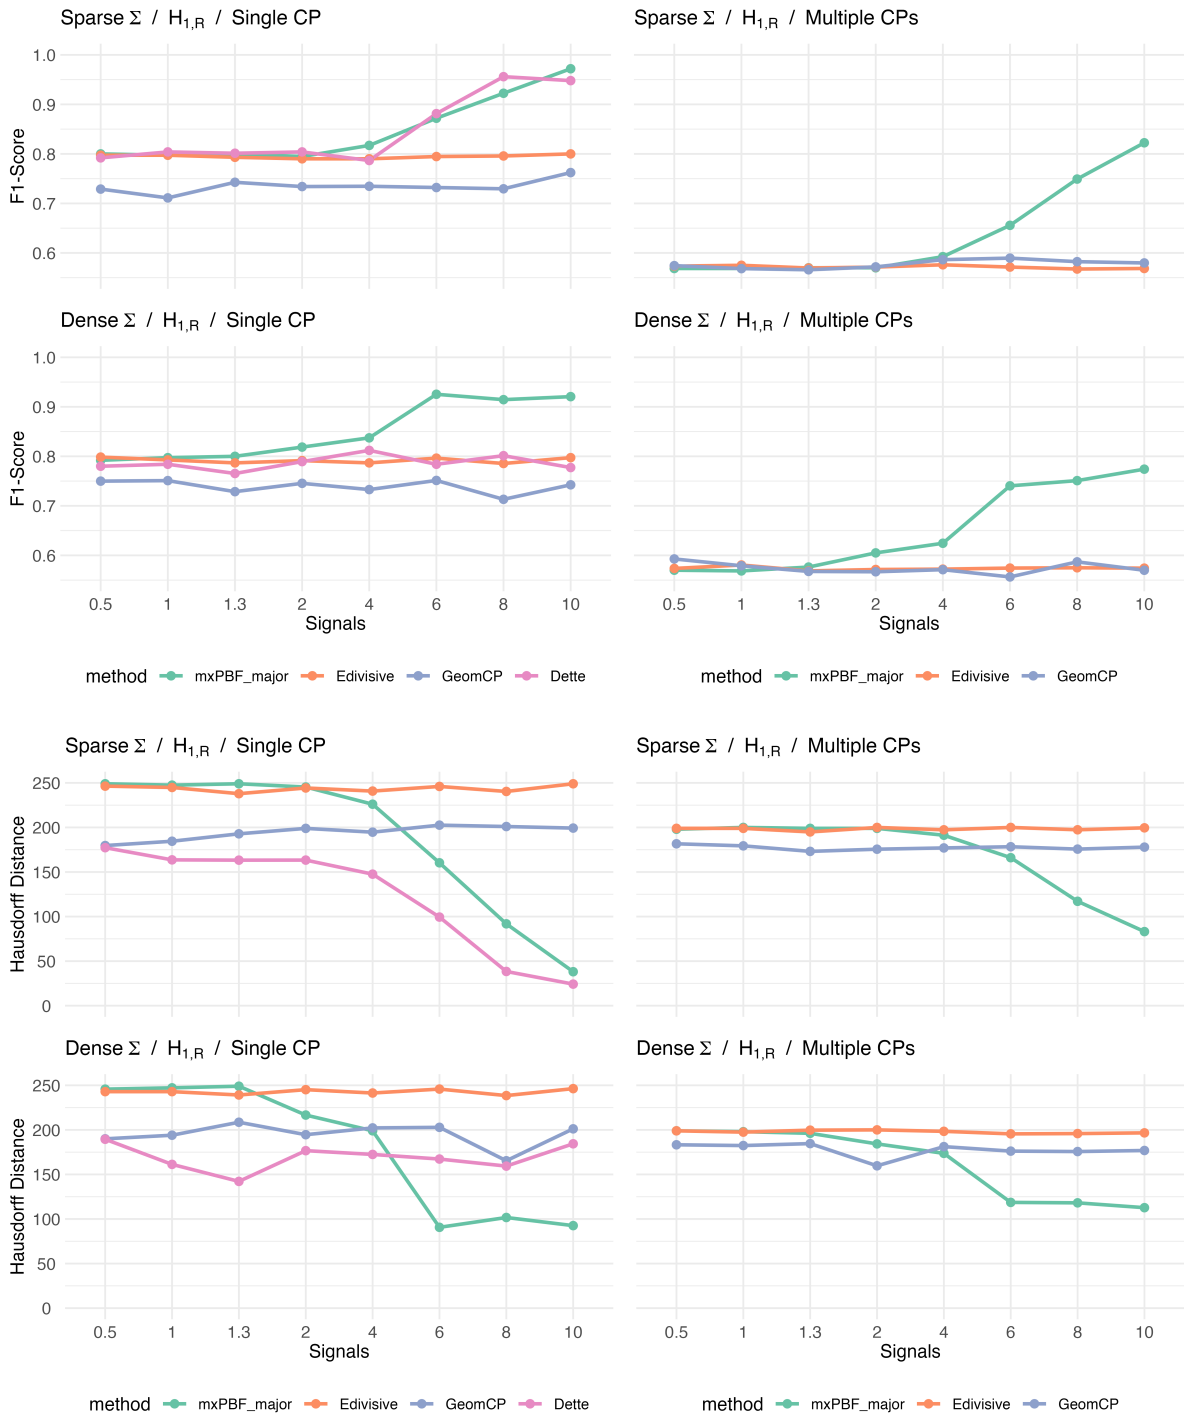 Sparse Σ / H1,R / Single CP
Sparse Σ / H1,R / Multiple CPs
F1-Score
1.0
0.9
0.8
0.7
0.6
Dense Σ / H1,R / Single CP
Dense Σ / H1,R / Multiple CPs
F1-Score
1.0
0.9
0.8
0.7
0.6
0.5 1 1.3 2 4 6 8 10
0.5 1 1.3 2 4 6 8 10
Signals
Signals
method mxPBF_major Edivisive GeomCP Dette
method mxPBF_major Edivisive GeomCP
Sparse Σ / H1,R / Single CP
Sparse Σ / H1,R / Multiple CPs
Hausdorff Distance
250
200
150
100
50
0
Dense Σ / H1,R / Single CP
Dense Σ / H1,R / Multiple CPs
Hausdorff Distance
250
200
150
100
50
0
0.5 1 1.3 2 4 6 8 10
0.5 1 1.3 2 4 6 8 10
Signals
Signals
method mxPBF_major Edivisive GeomCP Dette
method mxPBF_major Edivisive GeomCP